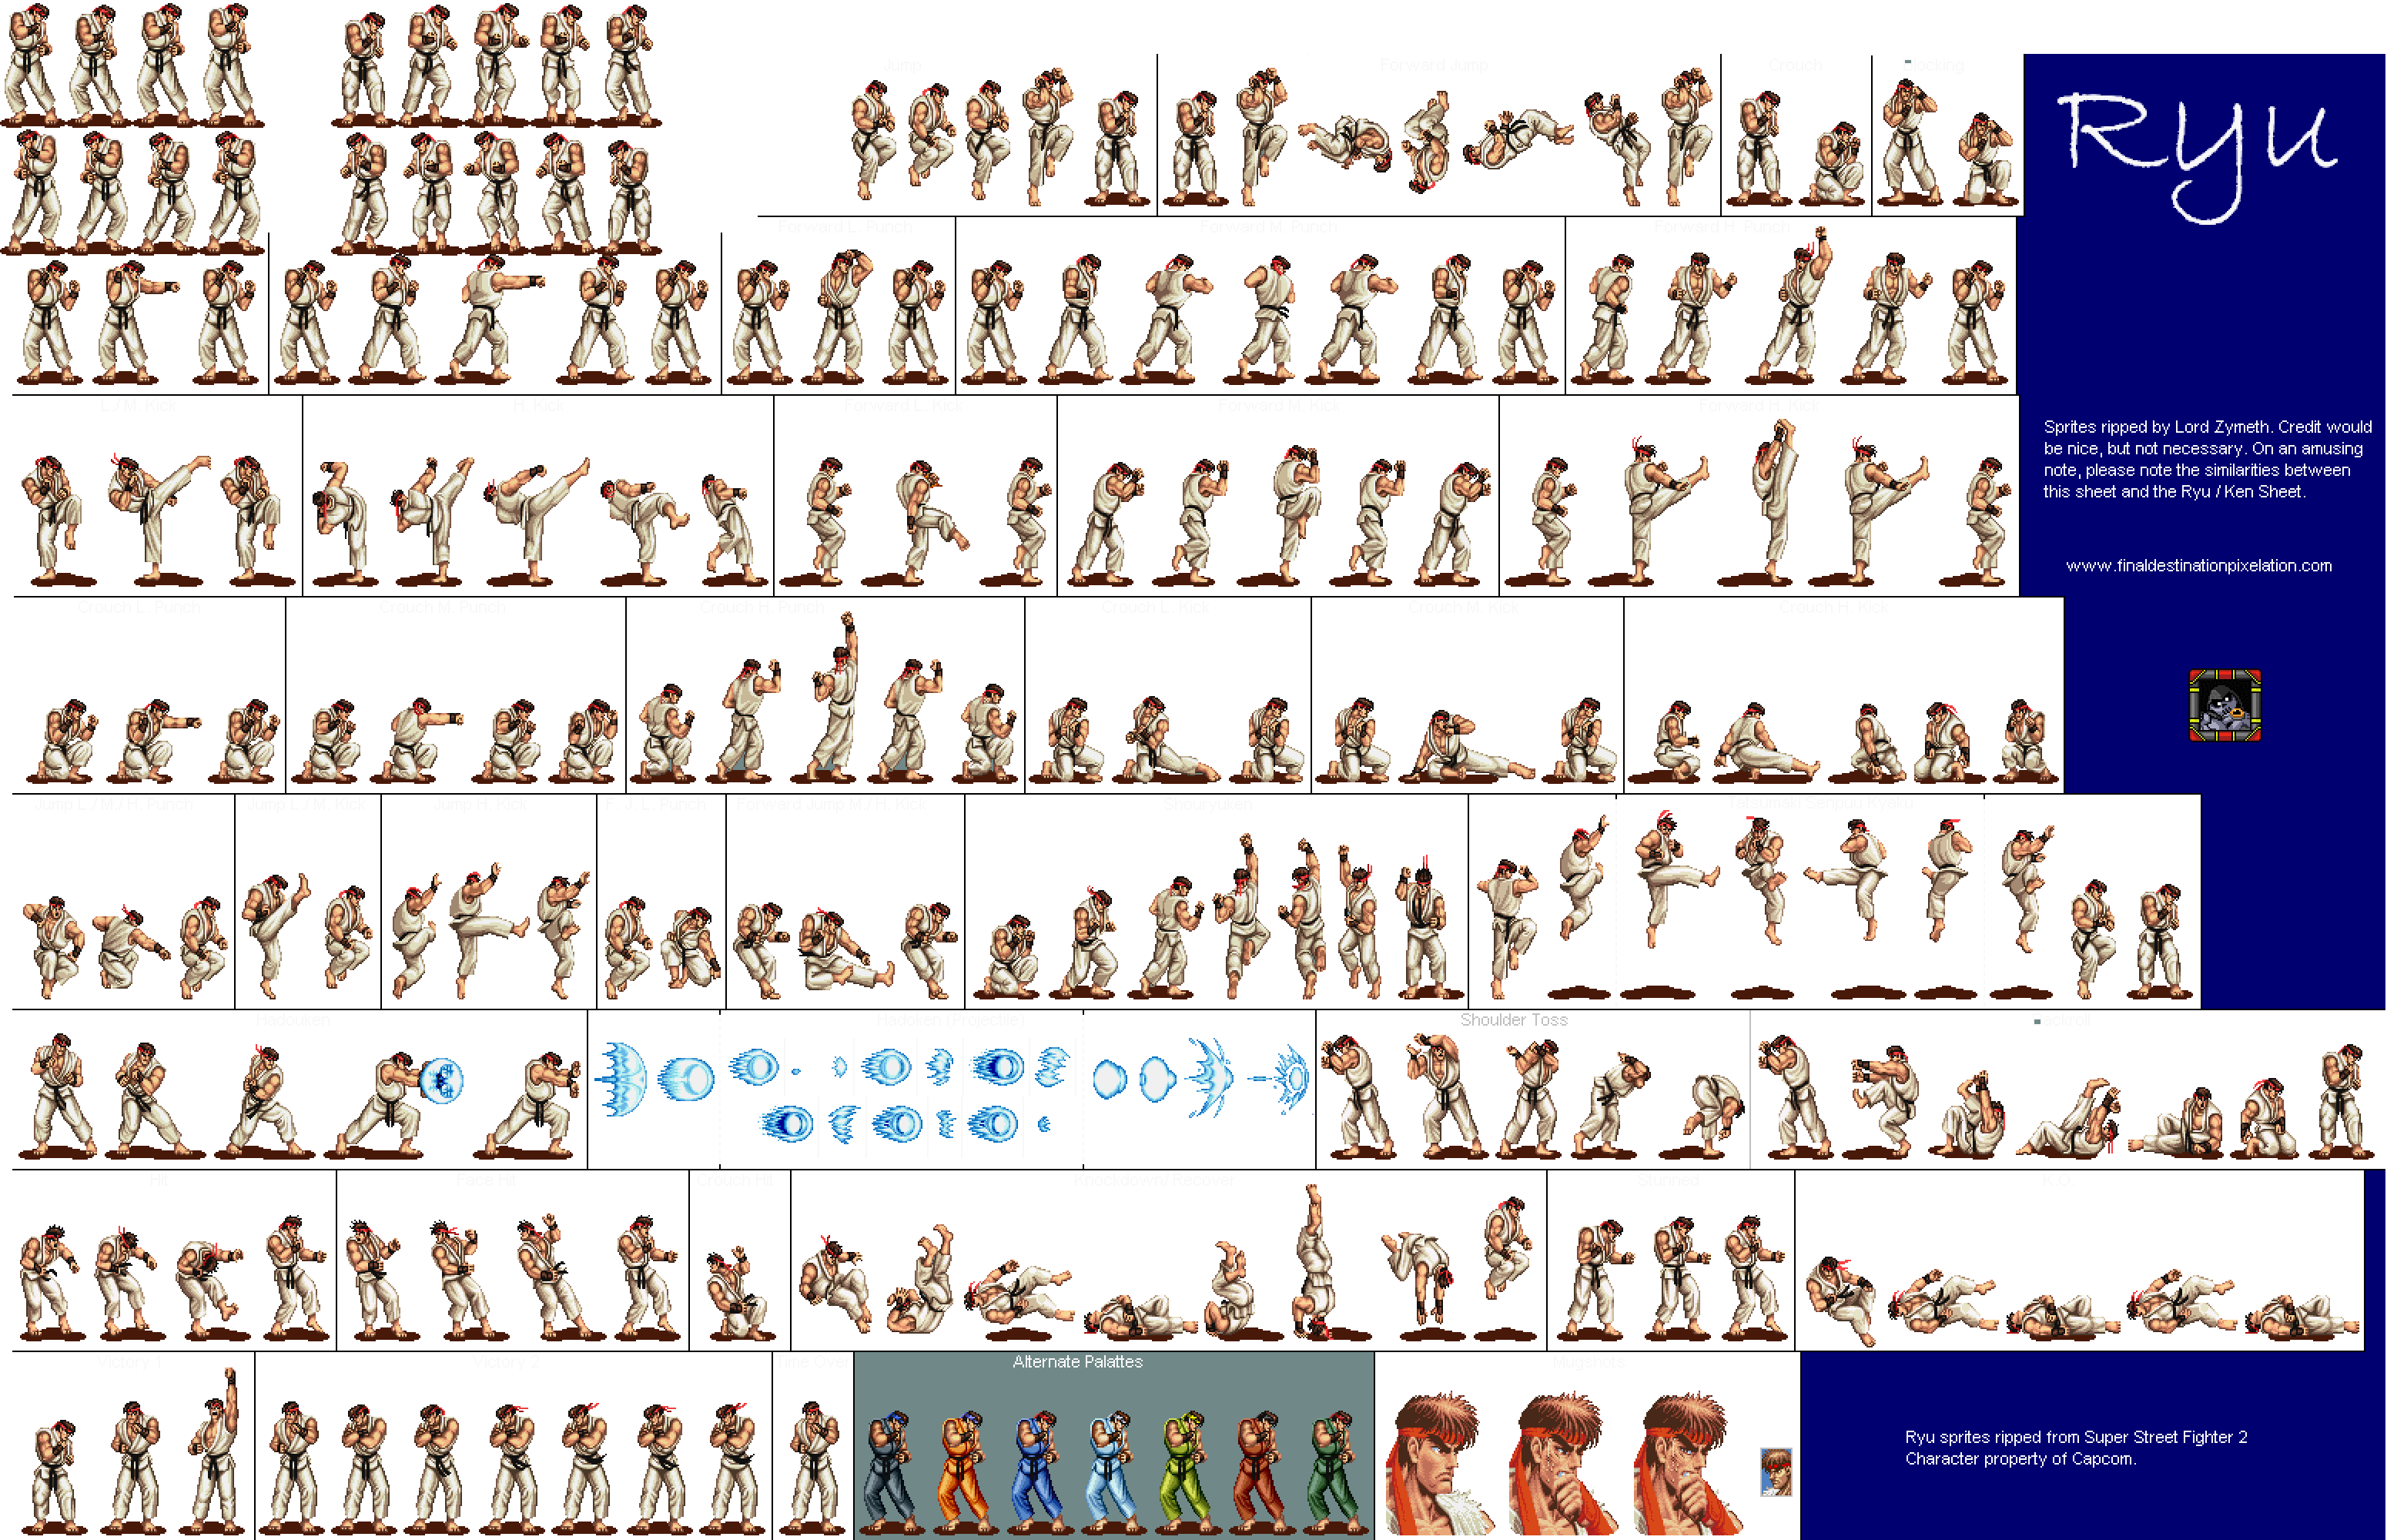 Jump
Forward Jump
Crouch
ocking
Ryu
Forward L. Punch
Forward M. Punch
Forward H. Punch
L / M. Kick
H. Kick
Forward L. Kick
Forward M. Kick
Forward H. Kick
Sprites ripped by Lord Zymeth. Credit would
be nice, but not necessary. On an amusing
note, please note the similarities between
this sheet and the Ryu / Ken Sheet.
www.finaldestinationpixelation.com
Crouch L. Punch
Crouch M. Punch
Crouch H. Punch
Crouch L. Kick
Crouch M. Kick
Crouch H. Kick
Jump L / M / H. Punch
Jump L / M. Kick
Jump H. Kick
F. J. L. Punch
Forward Jump M / H. Kick
Shouryuken
Tatsumaki Senpuu Kyaku
Hadouken
Hadoken (Projectile)
Shoulder Toss
ackroll
Hit
Face Hit
Crouch Hit
Knockdown/ Recover
Stunned
K.O.
Victory 1
Victory 2
Time Over
Alternate Palattes
Mugshots
Ryu sprites ripped from Super Street Fighter 2
Character property of Capcom.